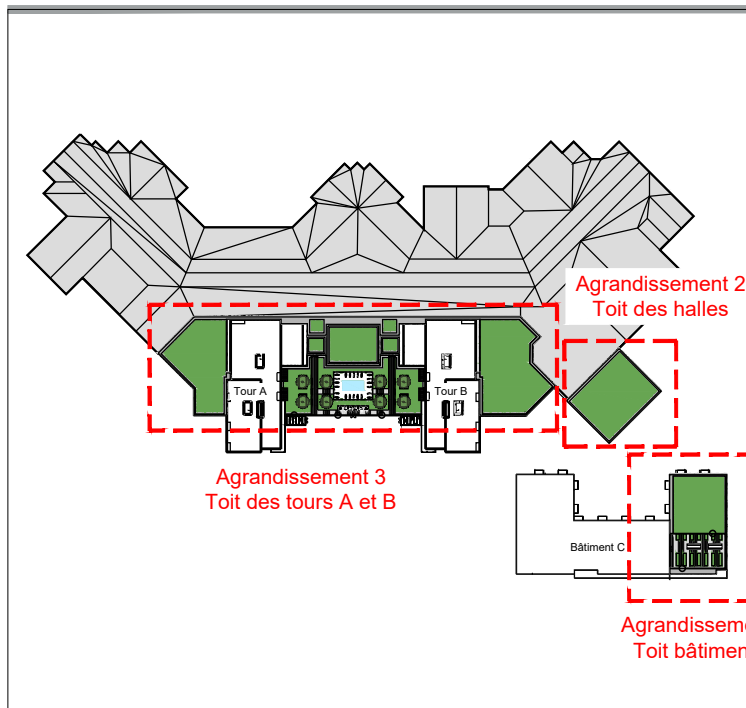 Agrandissement 2
Toit des halles
Tour A
Tour B
Agrandissement 3
Toit des tours A et B
Bâtiment C
Agrandisseme
Toit bâtimen